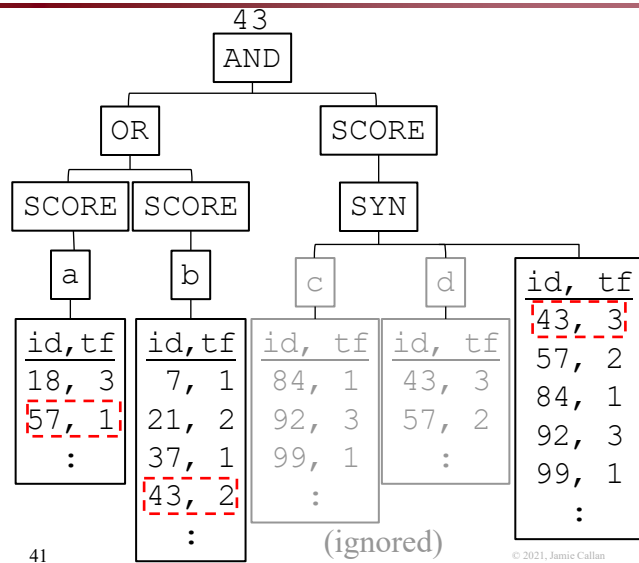 43
AND
OR
SCORE
SCORE
SCORE
SYN
a
b
c
d
id,tf
18, 3
57, 1
:
id,tf
7, 1
21, 2
37, 1
43, 2
:
id, tf
84, 1
92, 3
99, 1
:
id, tf
43, 3
57, 2
:
id, tf
43, 3
57, 2
84, 1
92, 3
99, 1
:
(ignored)
41
© 2021, Jamie Callan